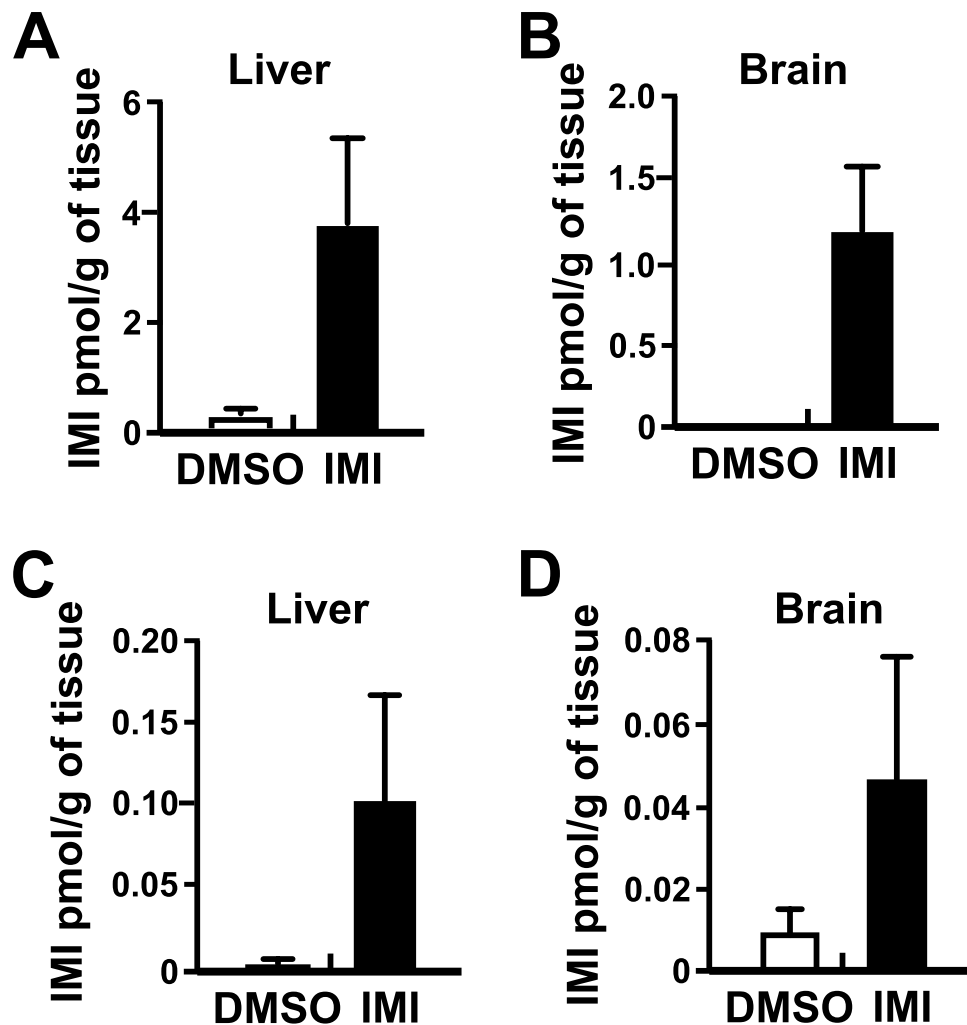 A
Liver
IMI pmol/g of tissue
6
4
2
0
DMSO IMI
B
Brain
IMI pmol/g of tissue
2.0
1.5
1.0
0.5
0
DMSO IMI
C
Liver
IMI pmol/g of tissue
0.20
0.15
0.10
0.05
0
DMSO IMI
D
Brain
IMI pmol/g of tissue
0.08
0.06
0.04
0.02
0
DMSO IMI